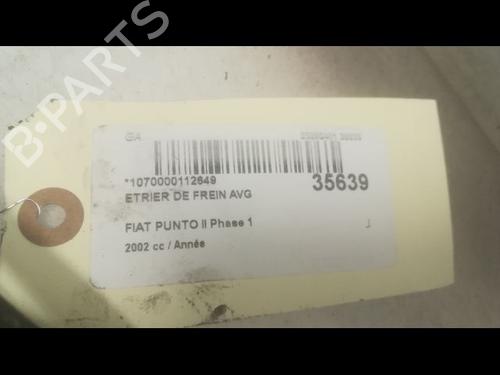 B-PARTS
GA
*1070000112649
35639
ETRIER DE FREIN AVG
FIAT PUNTO II Phase 1
J
2002 cc / Année